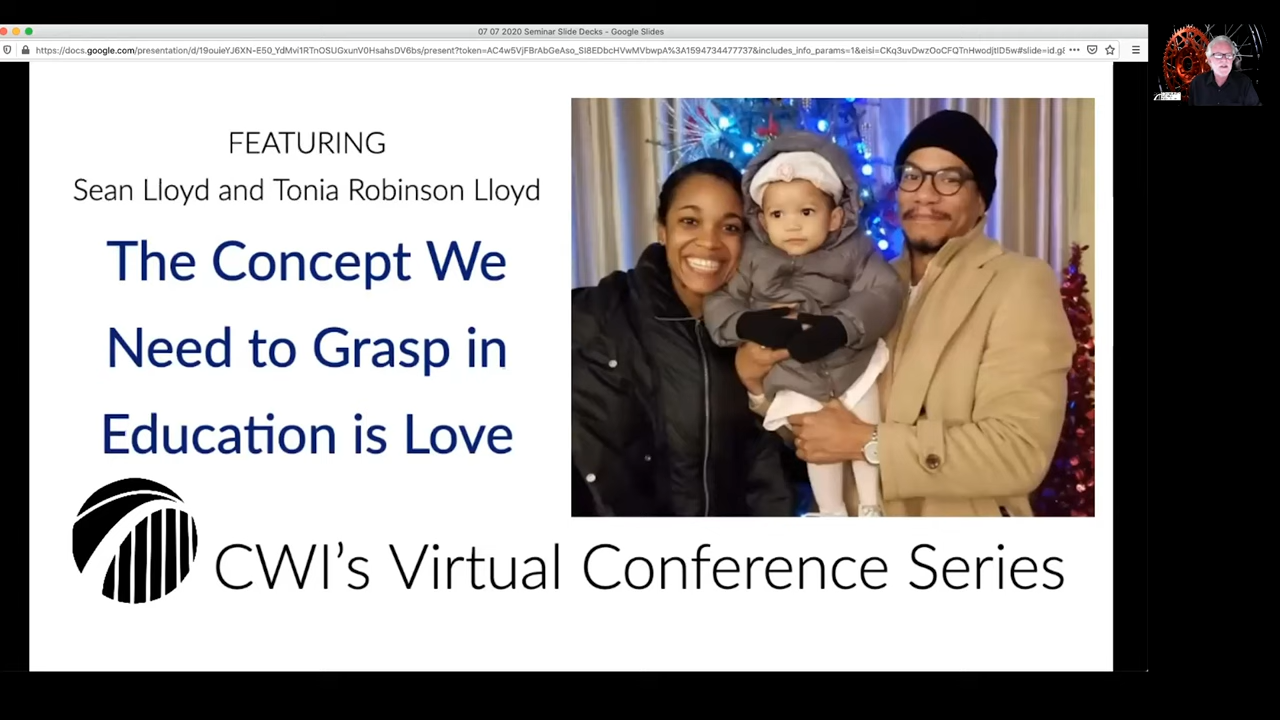 07 07 2020 Seminar Slide Decks - Google Slides
FEATURING
Sean Lloyd and Tonia Robinson Lloyd
The Concept We
Need to Grasp in
Education is Love
CWI's Virtual Conference Series